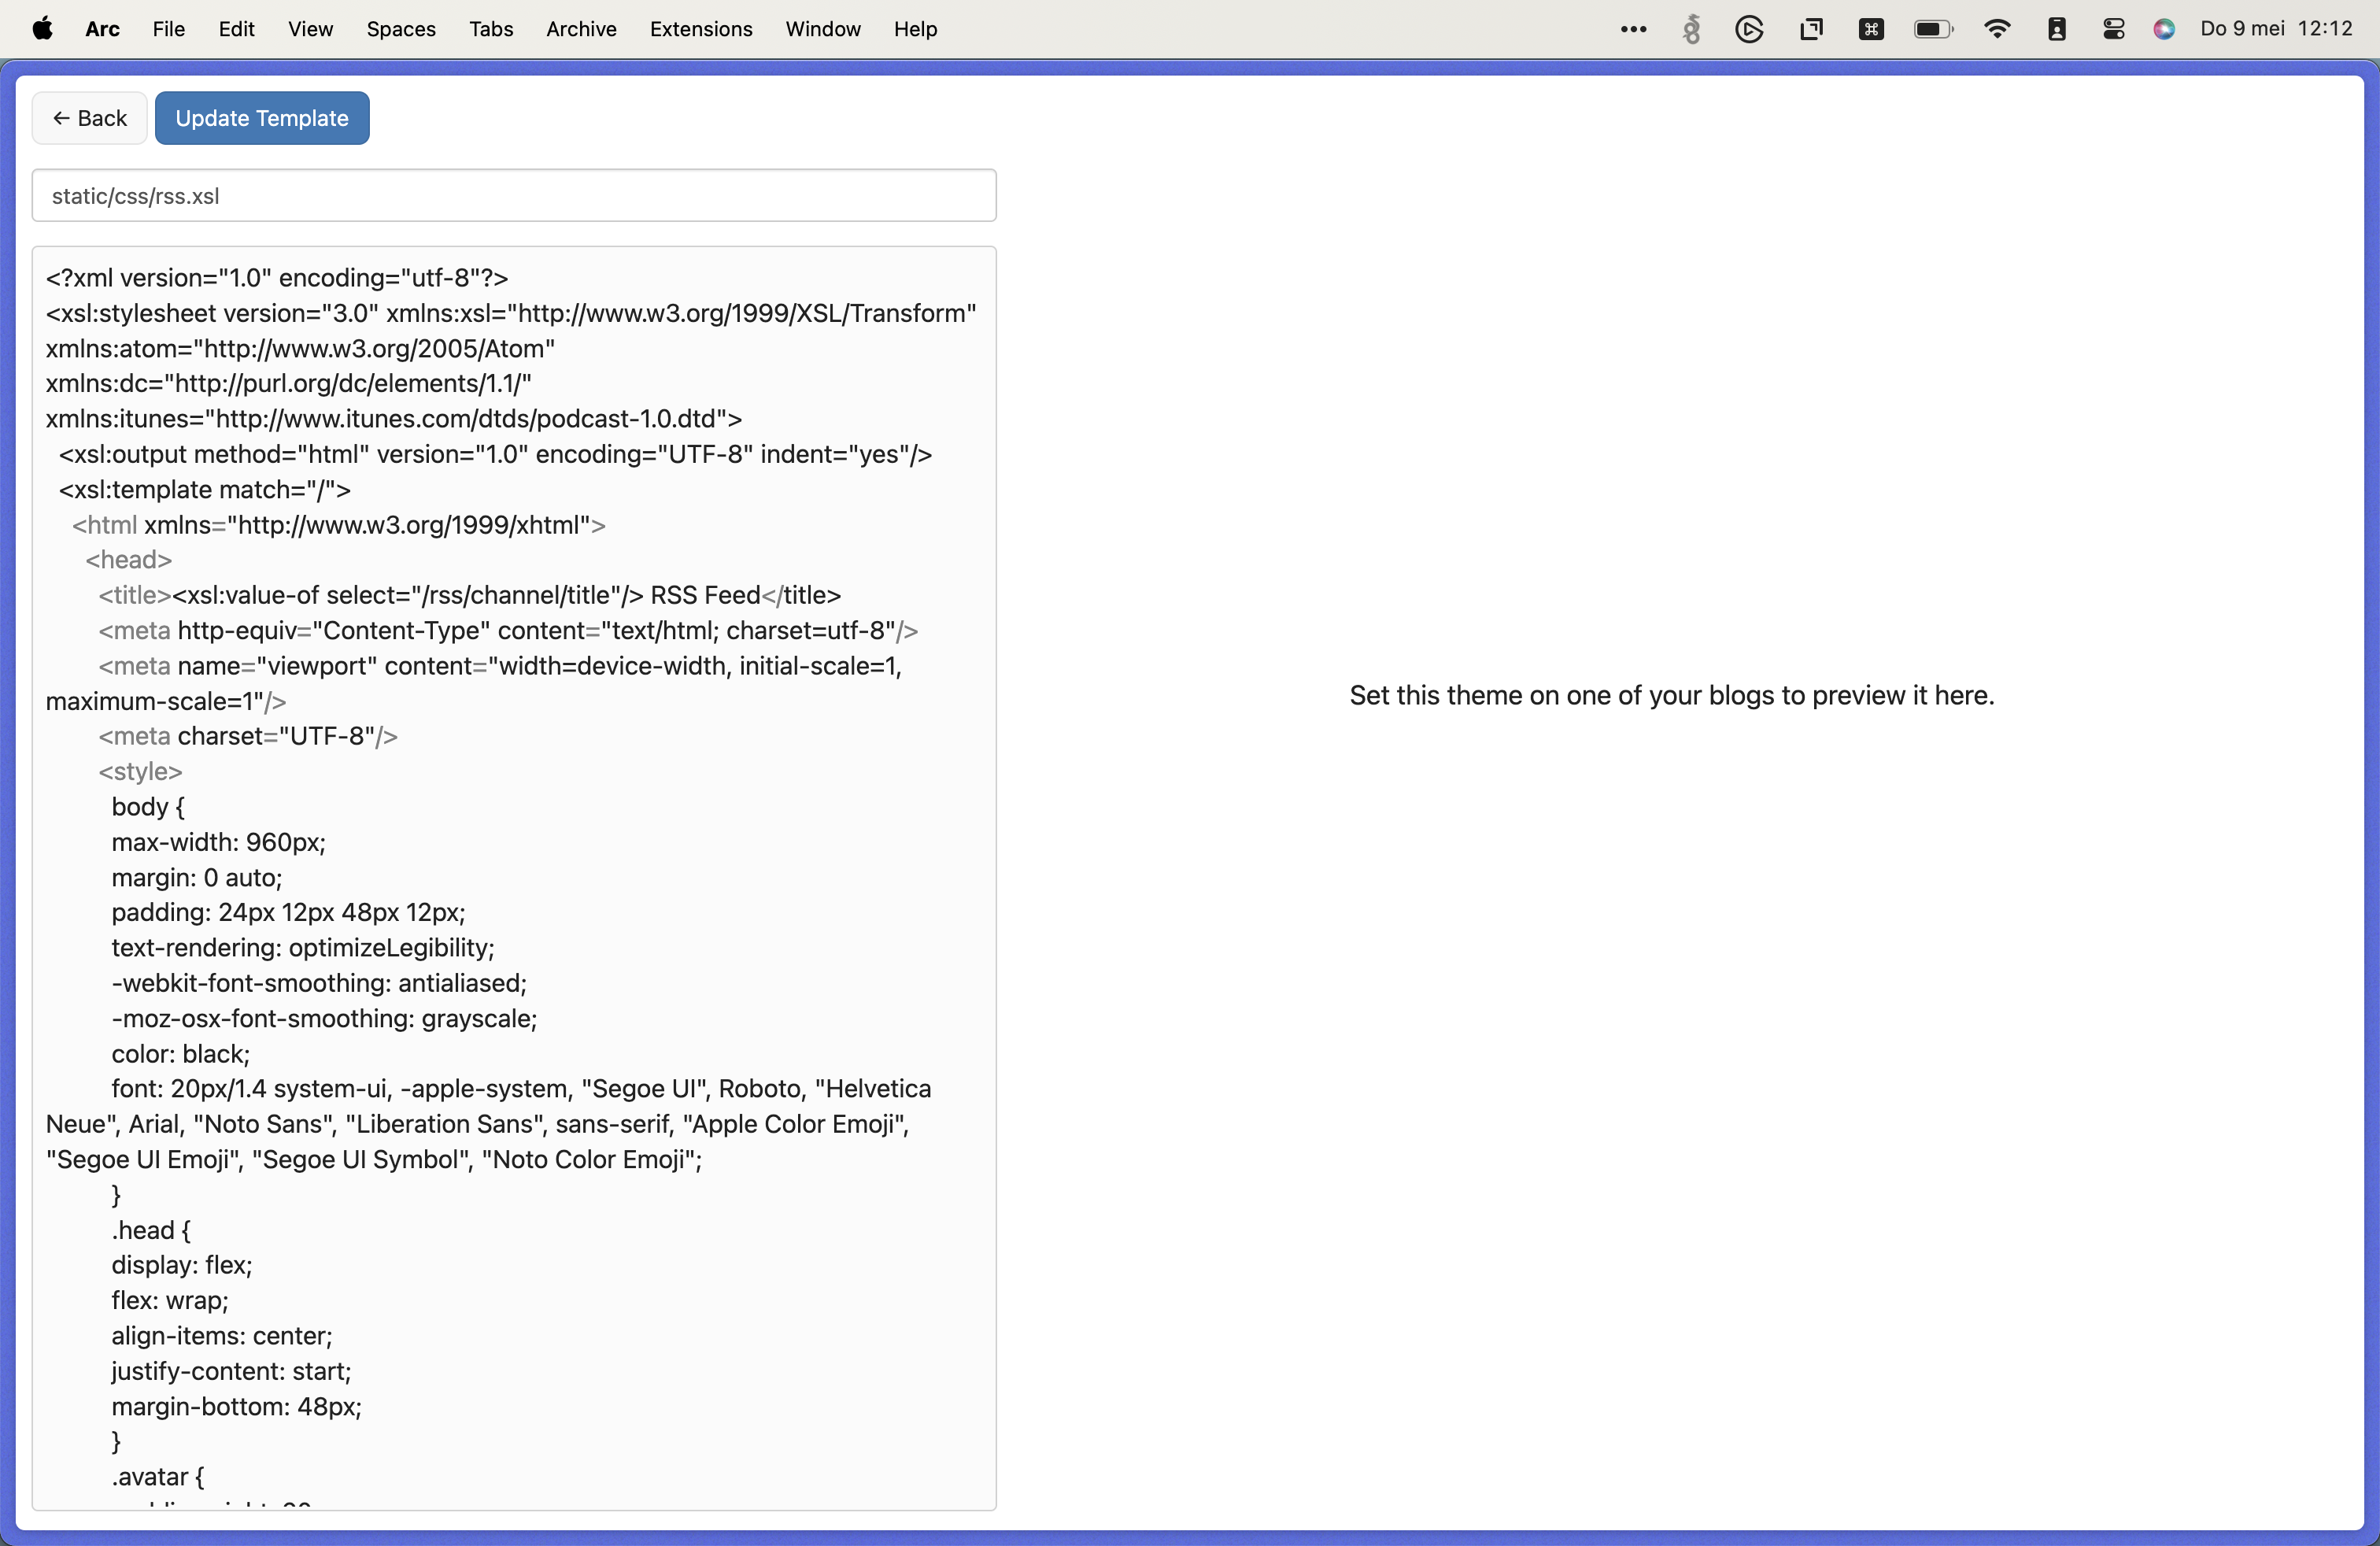 Arc File Edit View Spaces Tabs Archive Extensions Window Help Do 9 mei 12:12
← Back Update Template
static/css/rss.xsl
<?xml version="1.0" encoding="utf-8"?>
<xsl:stylesheet version="3.0" xmlns:xsl="http://www.w3.org/1999/XSL/Transform"
xmlns:atom="http://www.w3.org/2005/Atom"
xmlns:dc="http://purl.org/dc/elements/1.1/"
xmlns:itunes="http://www.itunes.com/dtds/podcast-1.0.dtd">
<xsl:output method="html" version="1.0" encoding="UTF-8" indent="yes"/>
<xsl:template match="/">
<html xmlns="http://www.w3.org/1999/xhtml">
<head>
<title><xsl:value-of select="/rss/channel/title"/> RSS Feed</title>
<meta http-equiv="Content-Type" content="text/html; charset=utf-8"/>
<meta name="viewport" content="width=device-width, initial-scale=1,
maximum-scale=1"/>
<meta charset="UTF-8"/>
<style>
body {
max-width: 960px;
margin: 0 auto;
padding: 24px 12px 48px 12px;
text-rendering: optimizeLegibility;
-webkit-font-smoothing: antialiased;
-moz-osx-font-smoothing: grayscale;
color: black;
font: 20px/1.4 system-ui, -apple-system, "Segoe UI", Roboto, "Helvetica
Neue", Arial, "Noto Sans", "Liberation Sans", sans-serif, "Apple Color Emoji",
"Segoe UI Emoji", "Segoe UI Symbol", "Noto Color Emoji";
}
.head {
display: flex;
flex: wrap;
align-items: center;
justify-content: start;
margin-bottom: 48px;
}
.avatar {
Set this theme on one of your blogs to preview it here.